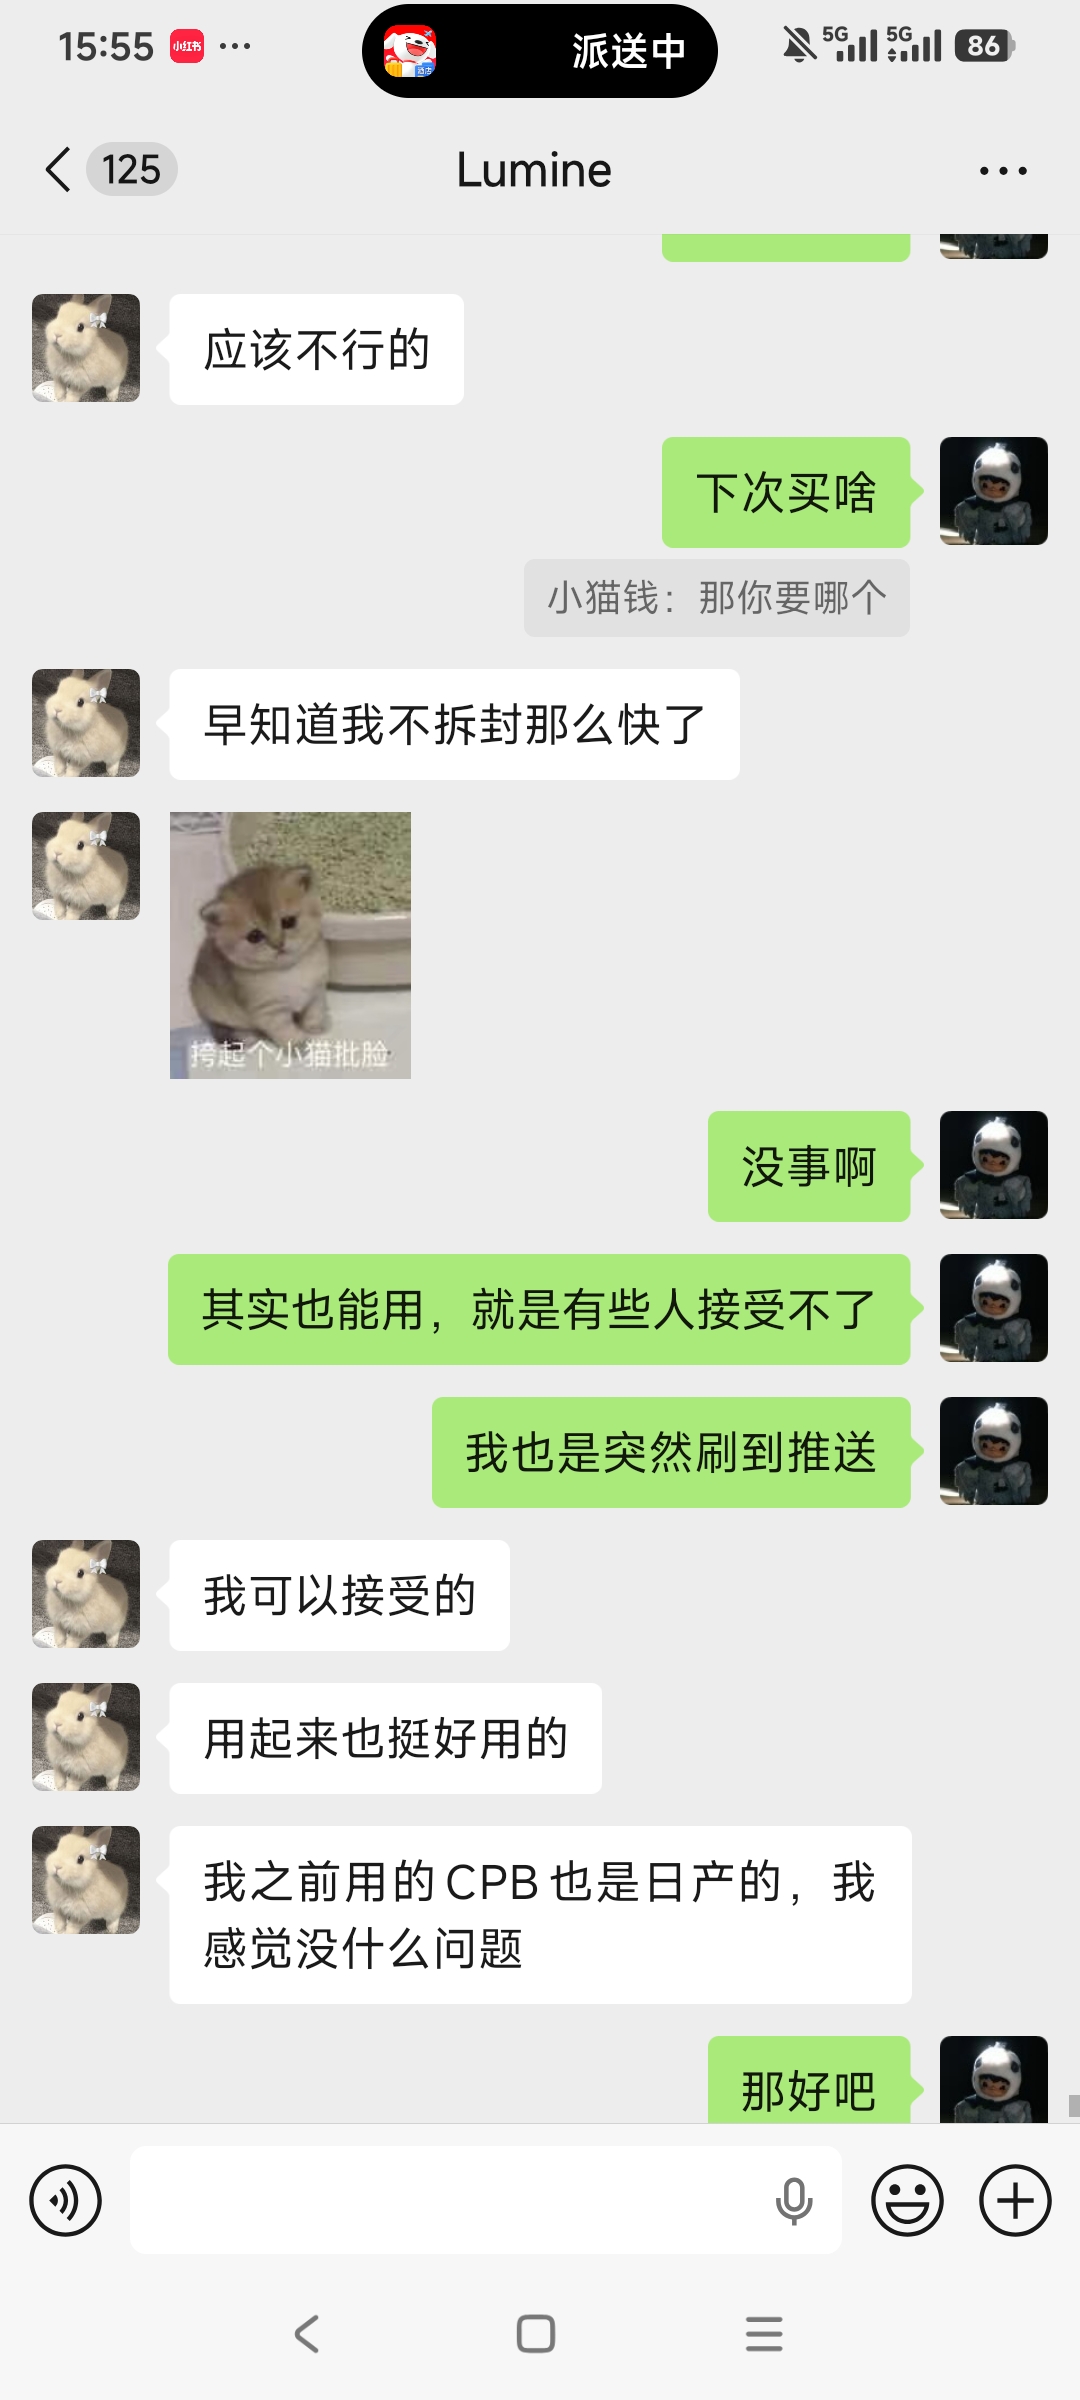 15:55
小红书
派送中
5G
5G
86
125
Lumine
应该不行的
下次买啥
小猫钱：那你要哪个
早知道我不拆封那么快了
挎起个小猫批脸
没事啊
其实也能用，就是有些人接受不了
我也是突然刷到推送
我可以接受的
用起来也挺好用的
我之前用的CPB也是日产的，我
感觉没什么问题
那好吧